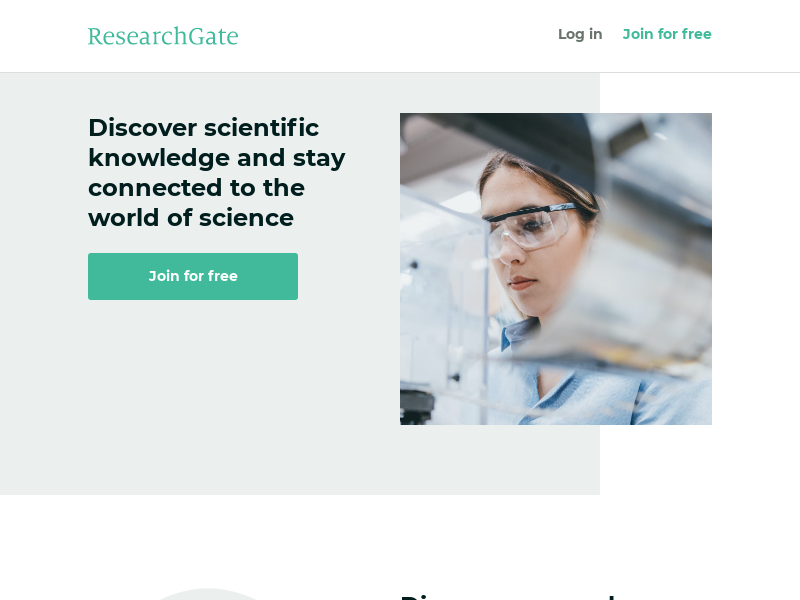 ResearchGate
Log in
Join for free
Discover scientific
knowledge and stay
connected to the
world of science
Join for free